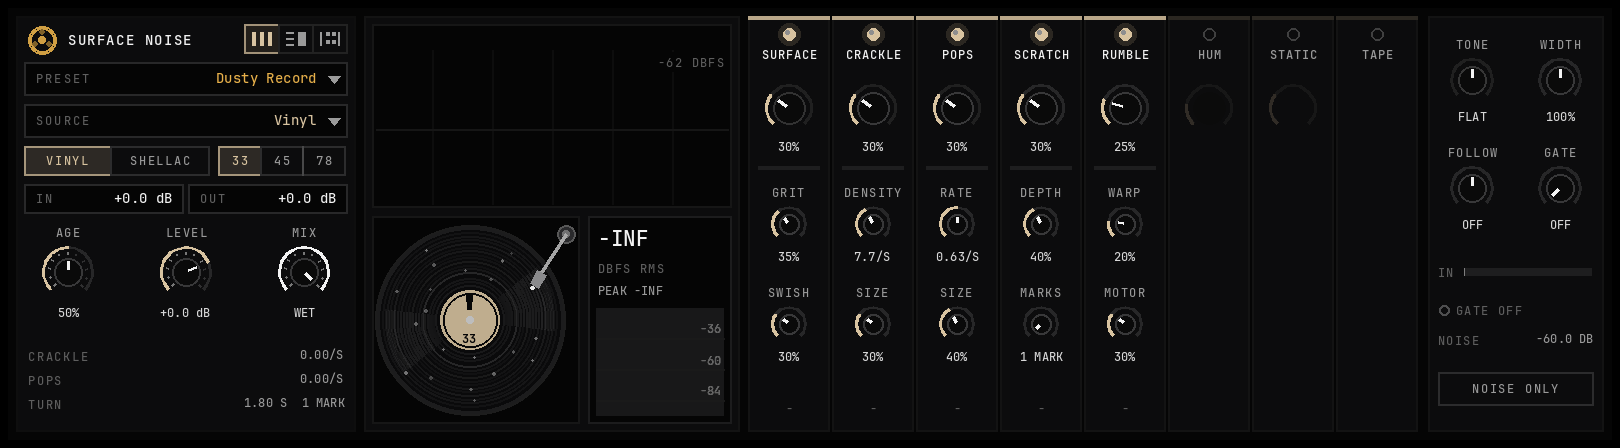 SURFACE NOISE
PRESET Dusty Record
SOURCE Vinyl
VINYL SHELLAC 33 45 78
IN +0.0 dB OUT +0.0 dB
AGE LEVEL MIX
50% +0.0 dB WET
CRACKLE 0.00/S
POPS 0.00/S
TURN 1.80 S 1 MARK
-62 DBFS
33
-INF
DBFS RMS
PEAK -INF
-36
-60
-84
SURFACE CRACKLE POPS SCRATCH RUMBLE HUM STATIC TAPE
30% 30% 30% 30% 25%
GRIT DENSITY RATE DEPTH WARP
35% 7.7/S 0.63/S 40% 20%
SWISH SIZE SIZE MARKS MOTOR
30% 30% 40% 1 MARK 30%
- - - - -
TONE WIDTH
FLAT 100%
FOLLOW GATE
OFF OFF
IN
GATE OFF
NOISE -60.0 DB
NOISE ONLY